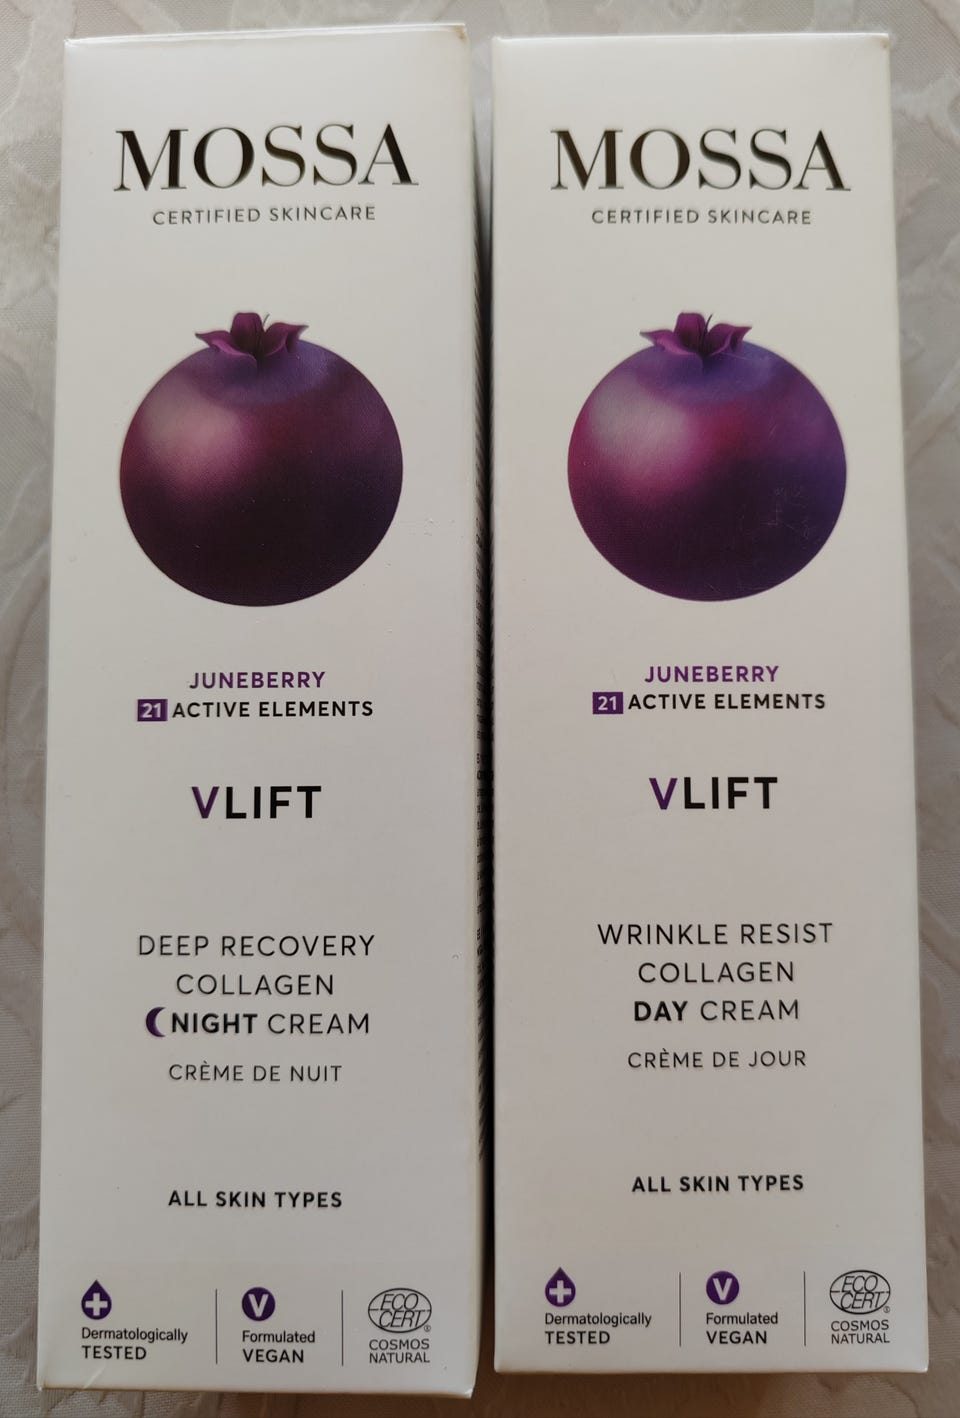 MOSSA
CERTIFIED SKINCARE
JUNEBERRY
21 ACTIVE ELEMENTS
VLIFT
DEEP RECOVERY
COLLAGEN
NIGHT CREAM
CRÈME DE NUIT
ALL SKIN TYPES
Dermatologically
TESTED
V
Formulated
VEGAN
ECO
CERT®
COSMOS
NATURAL
MOSSA
CERTIFIED SKINCARE
JUNEBERRY
21 ACTIVE ELEMENTS
VLIFT
WRINKLE RESIST
COLLAGEN
DAY CREAM
CRÈME DE JOUR
ALL SKIN TYPES
Dermatologically
TESTED
V
Formulated
VEGAN
ECO
CERT®
COSMOS
NATURAL